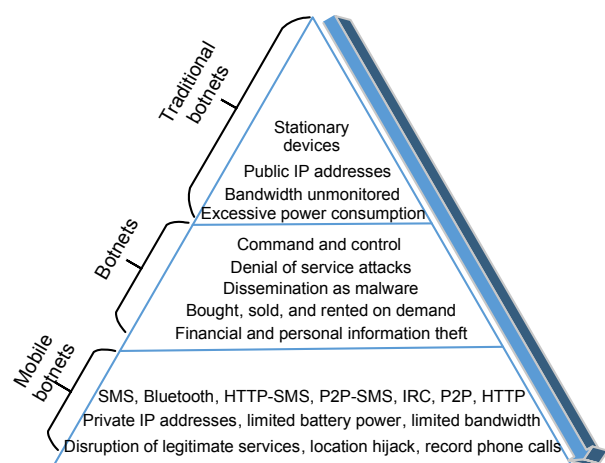 Traditional
botnets
Stationary
devices
Public IP addresses
Bandwidth unmonitored
Excessive power consumption
Botnets
Command and control
Denial of service attacks
Dissemination as malware
Bought, sold, and rented on demand
Financial and personal information theft
Mobile
botnets
SMS, Bluetooth, HTTP-SMS, P2P-SMS, IRC, P2P, HTTP
Private IP addresses, limited battery power, limited bandwidth
Disruption of legitimate services, location hijack, record phone calls